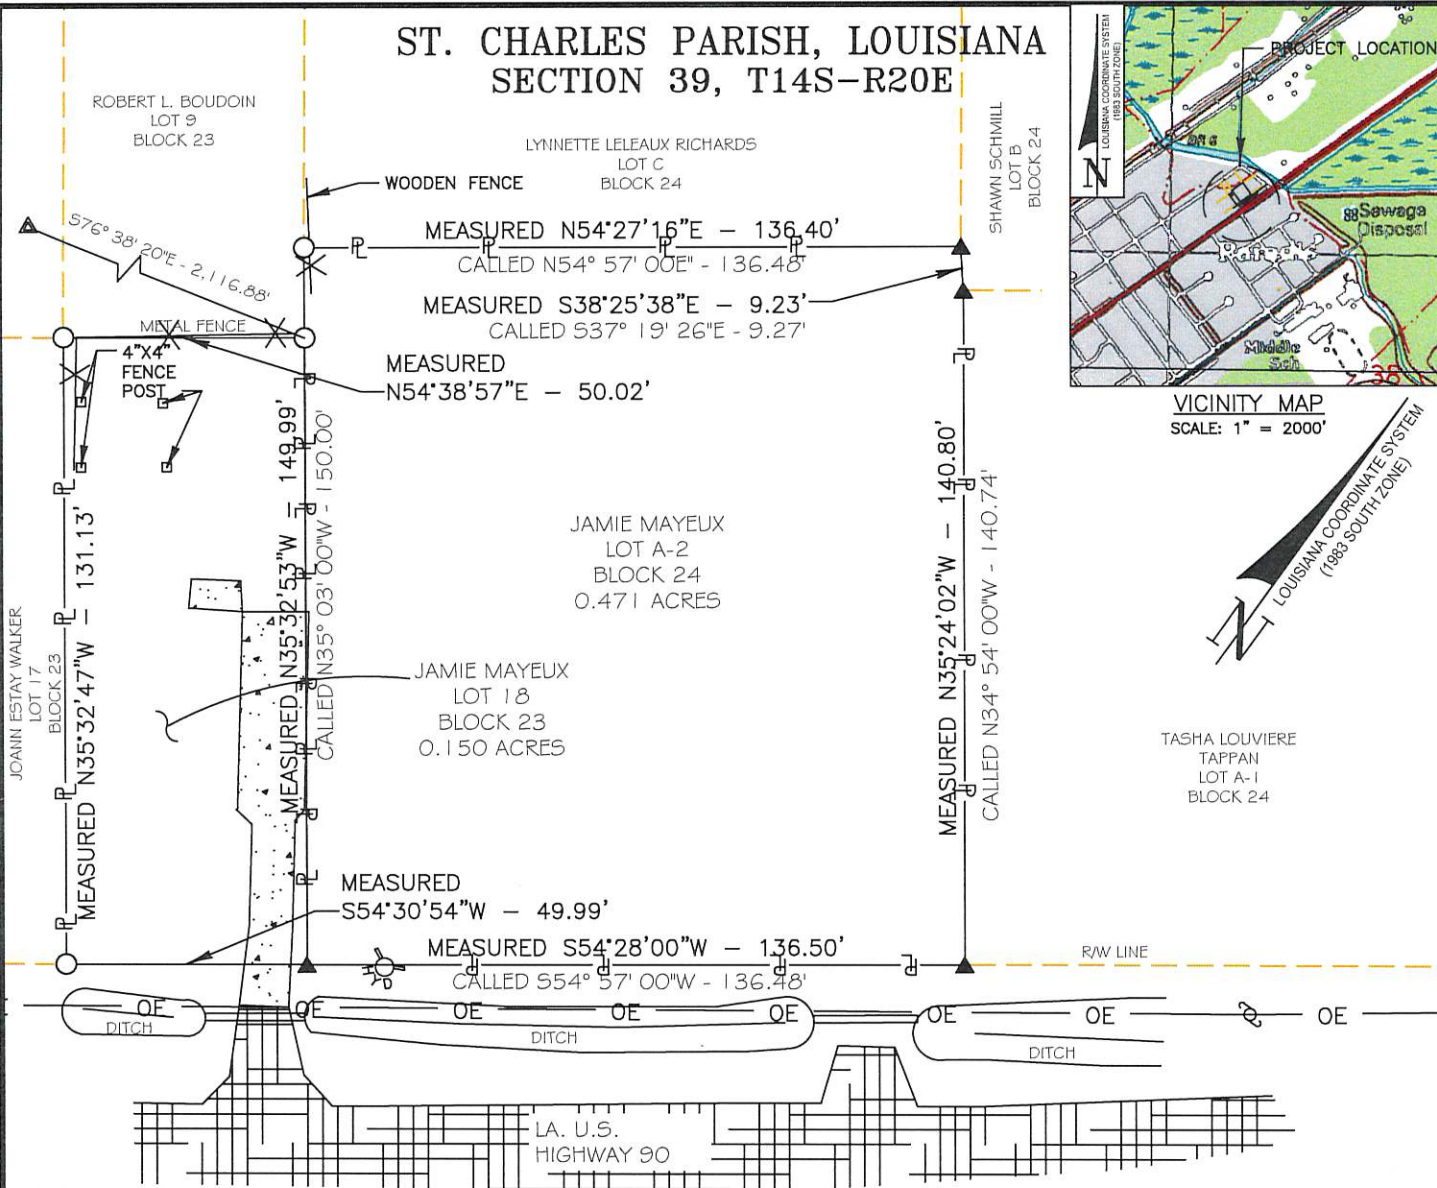 ST. CHARLES PARISH, LOUISIANA
SECTION 39, T14S-R20E
ROBERT L. BOUDOIN
LOT 9
BLOCK 23
LYNNETTE LELEAUX RICHARDS
LOT C
BLOCK 24
SHAWN SCHMILL
LOT B
BLOCK 24
LOUISIANA COORDINATE SYSTEM
(1983 SOUTH ZONE)
N
PROJECT LOCATION
Sewage
Disposal
Middle
Sch
38
VICINITY MAP
SCALE: 1" = 2000'
WOODEN FENCE
MEASURED N54°27'16"E - 136.40'
CALLED N54° 57' 00E" - 136.48'
S76° 38' 20"E - 2,116.88'
MEASURED S38°25'38"E - 9.23'
CALLED S37° 19' 26"E - 9.27'
METAL FENCE
4"X4"
FENCE
POST
MEASURED
N54°38'57"E - 50.02'
LOUISIANA COORDINATE SYSTEM
(1983 SOUTH ZONE)
N
MEASURED N35°32'53"W - 149.99'
CALLED N35° 03' 00"W - 150.00'
MEASURED N35°24'02"W - 140.80'
CALLED N34° 54' 00"W - 140.74'
JAMIE MAYEUX
LOT A-2
BLOCK 24
0.471 ACRES
JOANN ESTAY WALKER
LOT 17
BLOCK 23
MEASURED N35°32'47"W - 131.13'
JAMIE MAYEUX
LOT 18
BLOCK 23
0.150 ACRES
TASHA LOUVIERE
TAPPAN
LOT A-1
BLOCK 24
MEASURED
S54°30'54"W - 49.99'
MEASURED S54°28'00"W - 136.50'
CALLED S54° 57' 00"W - 136.48'
R/W LINE
HYD
OE OE OE OE OE OE OE OE
DITCH
DITCH
DITCH
LA. U.S.
HIGHWAY 90